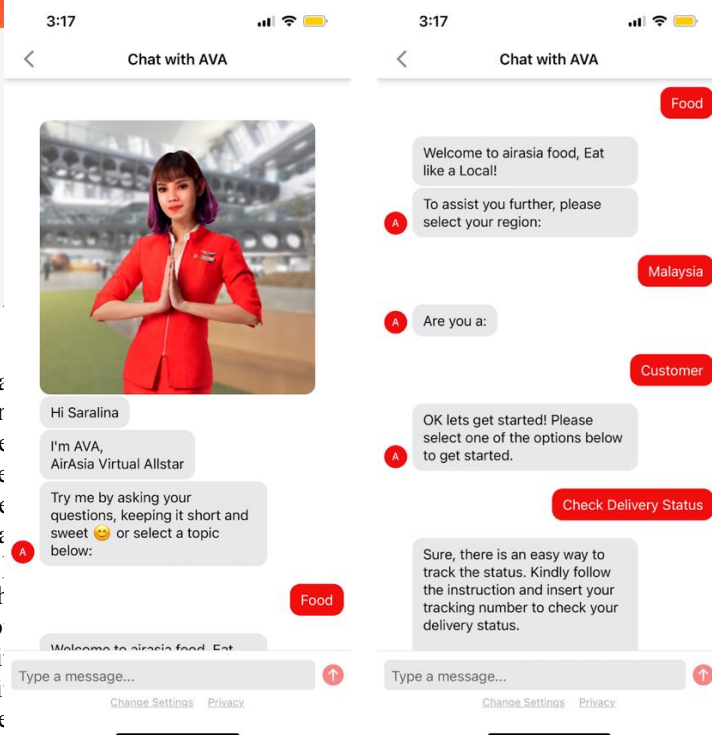 3:17
Chat with AVA
Hi Saralina
I'm AVA,
AirAsia Virtual Allstar
Try me by asking your
questions, keeping it short and
sweet 😊 or select a topic
below:
A
Food
Welcome to airasia food, Eat
Type a message...
Change Settings Privacy
3:17
Chat with AVA
Food
Welcome to airasia food, Eat
like a Local!
To assist you further, please
select your region:
A
Malaysia
A
Are you a:
Customer
OK lets get started! Please
select one of the options below
to get started.
A
Check Delivery Status
Sure, there is an easy way to
track the status. Kindly follow
the instruction and insert your
tracking number to check your
delivery status.
Type a message...
Change Settings Privacy